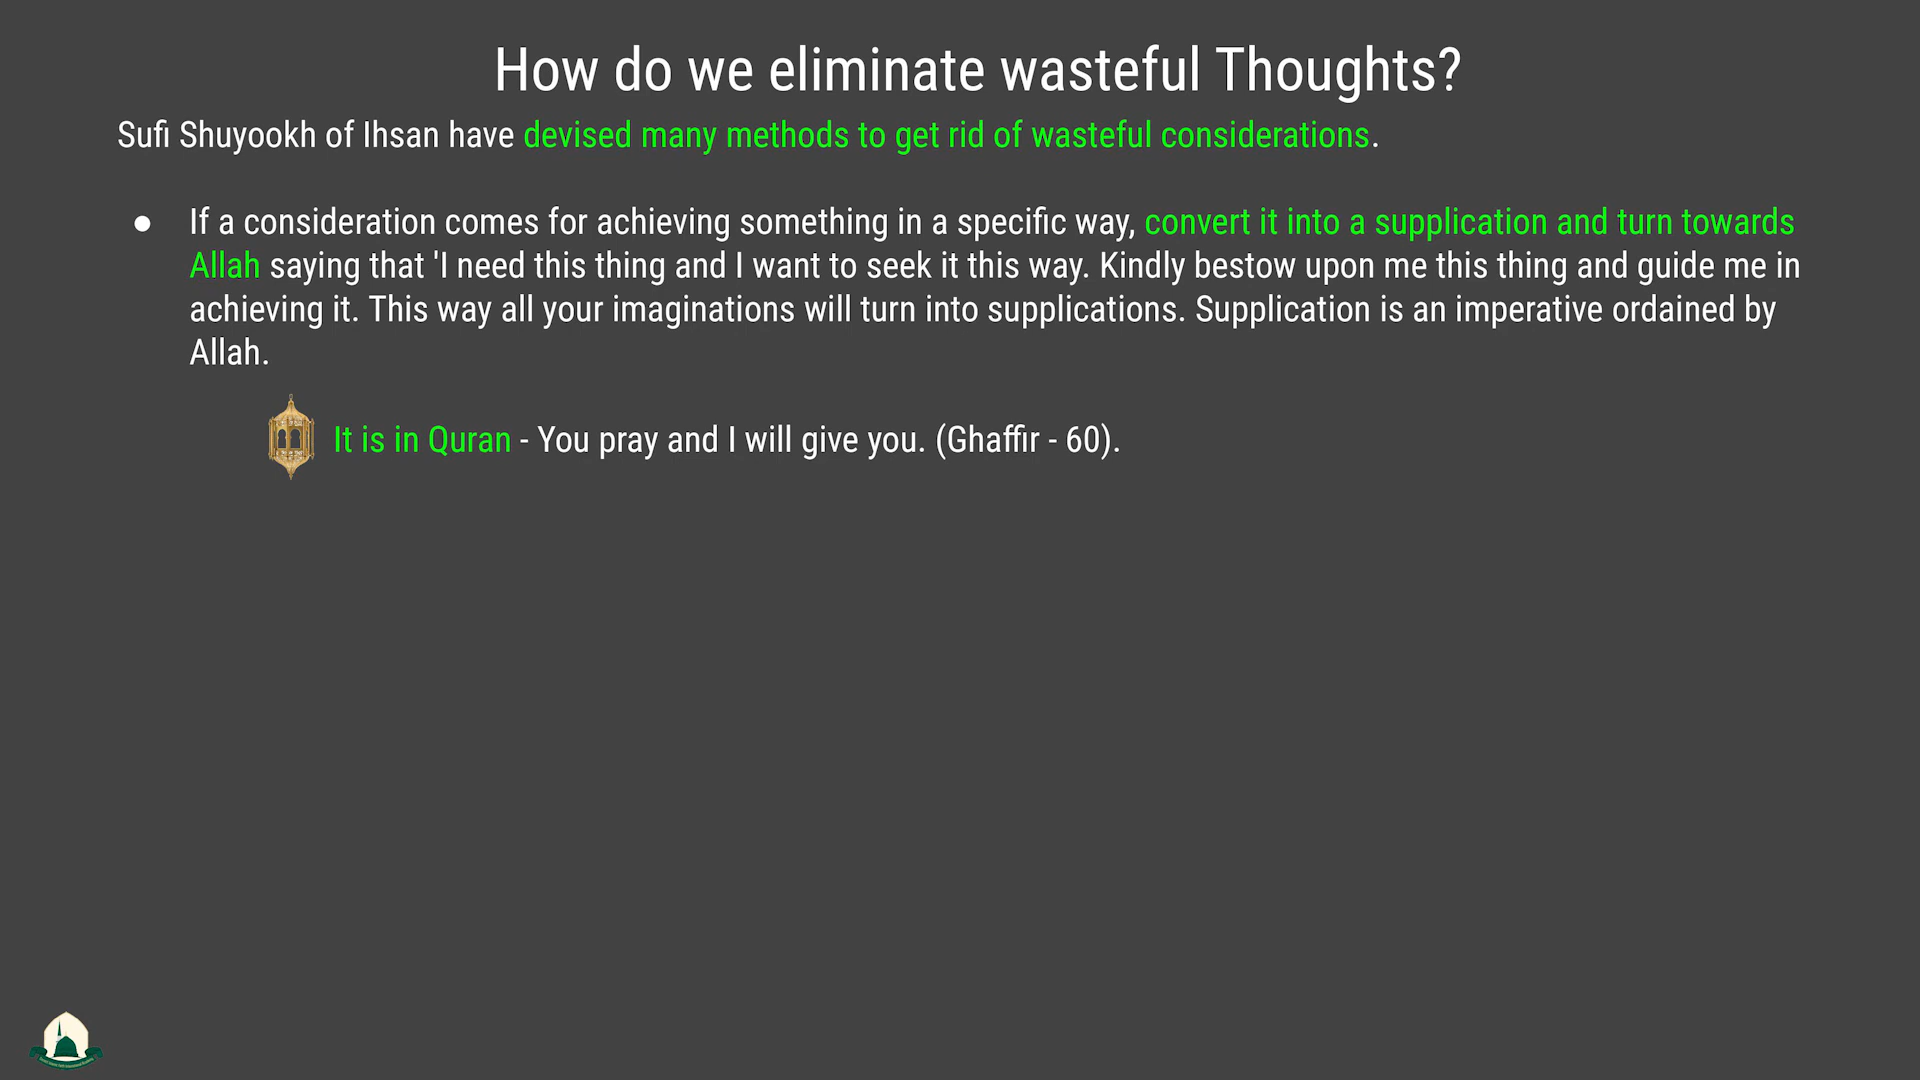 How do we eliminate wasteful Thoughts?
Sufi Shuyookh of Ihsan have devised many methods to get rid of wasteful considerations.
● If a consideration comes for achieving something in a specific way, convert it into a supplication and turn towards
Allah saying that 'I need this thing and I want to seek it this way. Kindly bestow upon me this thing and guide me in
achieving it. This way all your imaginations will turn into supplications. Supplication is an imperative ordained by
Allah.
It is in Quran - You pray and I will give you. (Ghaffir - 60).